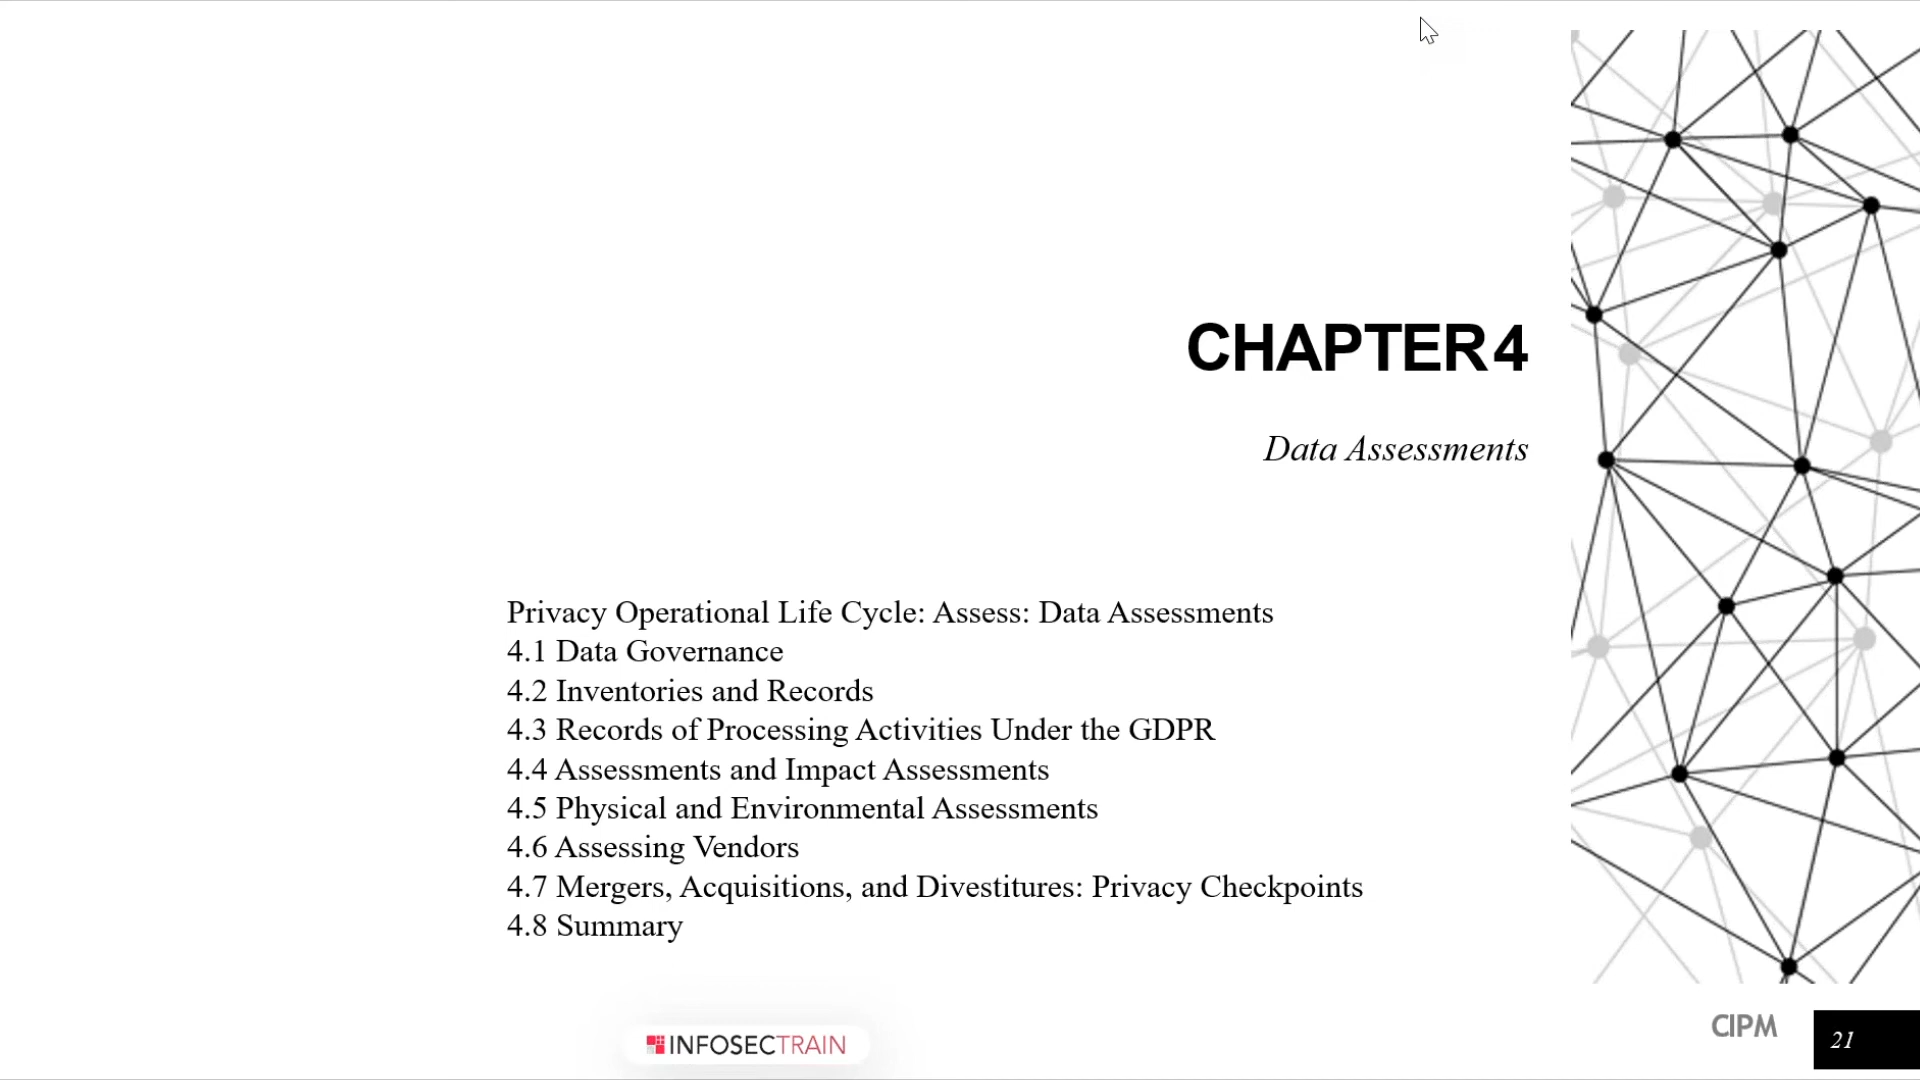 CHAPTER 4
Data Assessments
Privacy Operational Life Cycle: Assess: Data Assessments
4.1 Data Governance
4.2 Inventories and Records
4.3 Records of Processing Activities Under the GDPR
4.4 Assessments and Impact Assessments
4.5 Physical and Environmental Assessments
4.6 Assessing Vendors
4.7 Mergers, Acquisitions, and Divestitures: Privacy Checkpoints
4.8 Summary
INFOSECTRAIN
CIPM
21